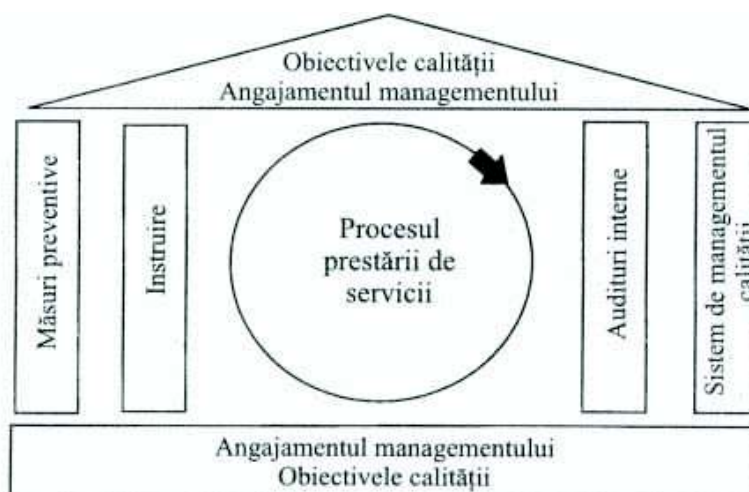 Obiectivele calității
Angajamentul managementului
Măsuri preventive
Instruire
Procesul
prestării de
servicii
Audituri interne
Sistem de managementul
calității
Angajamentul managementului
Obiectivele calității